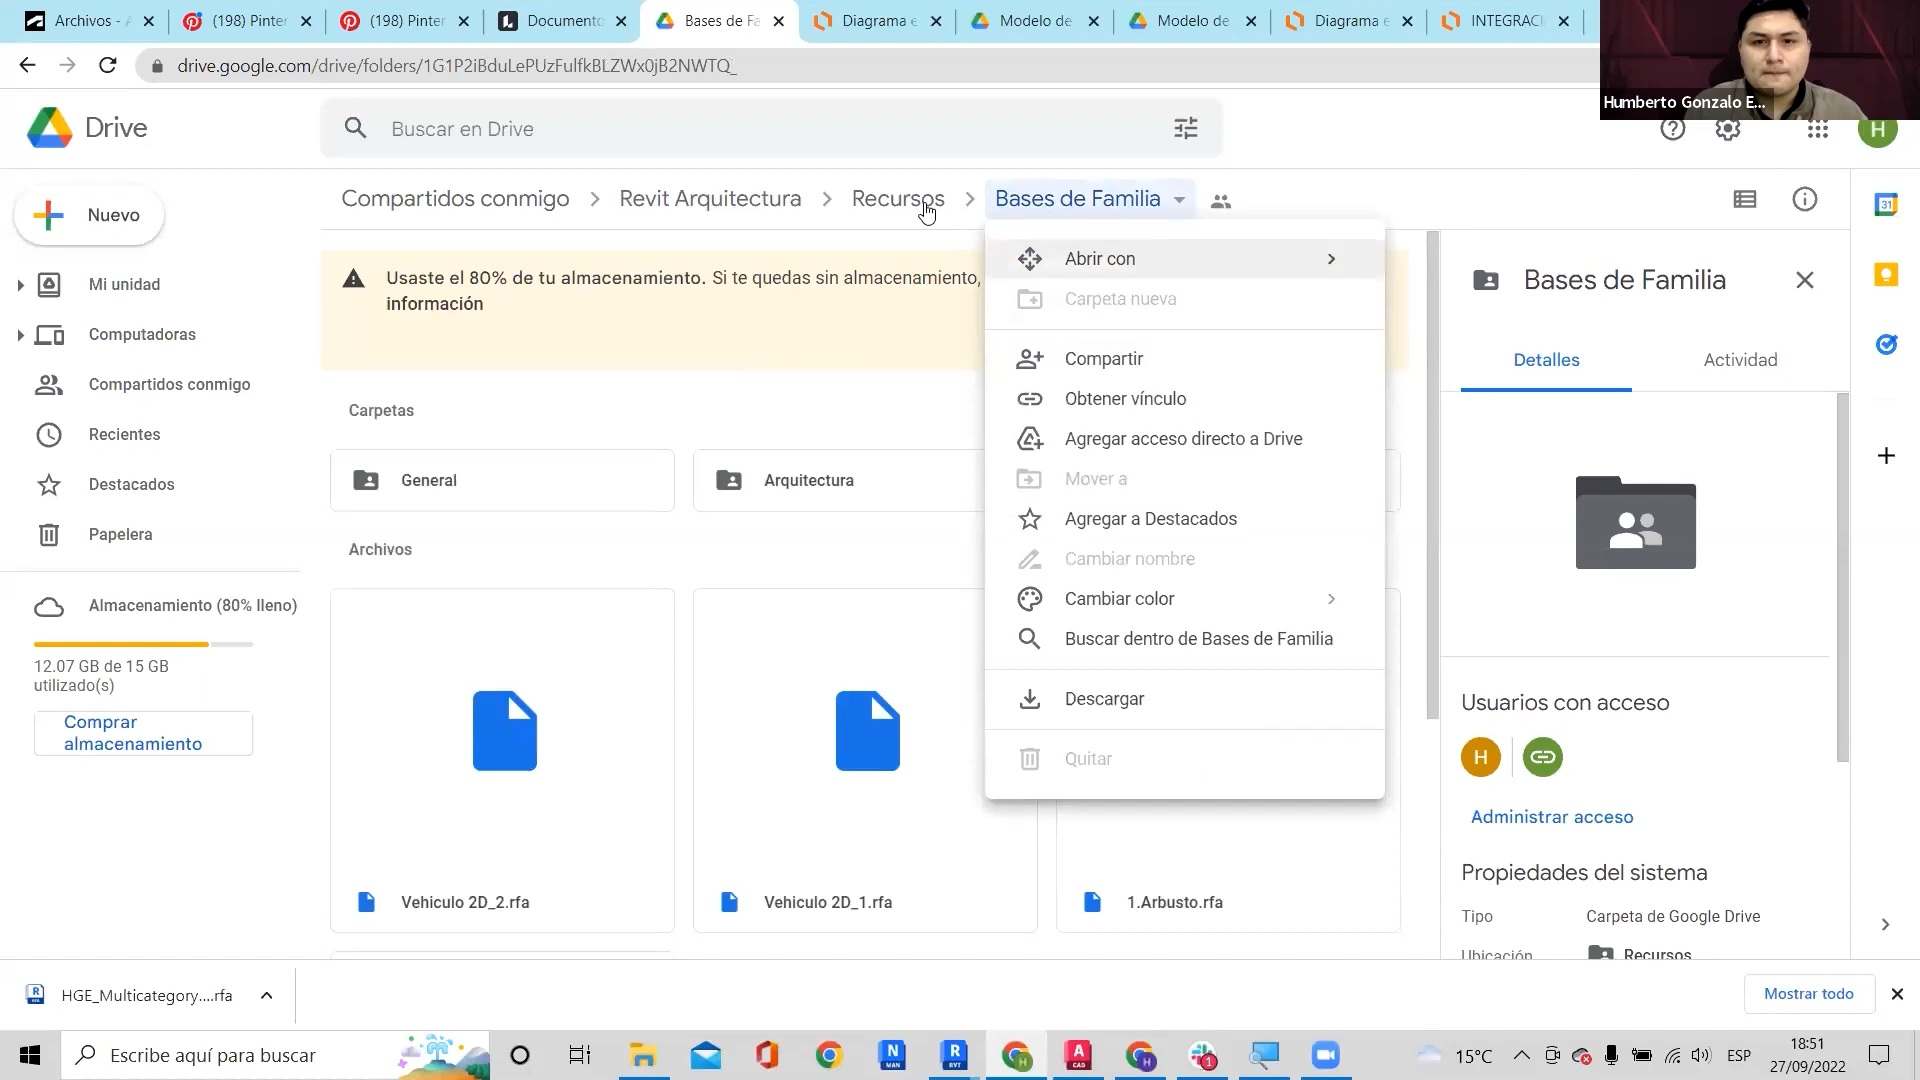 Archivos - A
(198) Pinter
(198) Pinter
Documento
Bases de Fa
Diagrama e
Modelo de
Modelo de
Diagrama e
INTEGRACI
drive.google.com/drive/folders/1G1P2iBduLePUzFulfkBLZWx0jB2NWTQ_
Humberto Gonzalo E...
Drive
Buscar en Drive
H
Nuevo
Compartidos conmigo > Revit Arquitectura > Recursos > Bases de Familia
31
Mi unidad
Computadoras
Compartidos conmigo
Recientes
Destacados
Papelera
Almacenamiento (80% lleno)
12.07 GB de 15 GB
utilizado(s)
Comprar
almacenamiento
Usaste el 80% de tu almacenamiento. Si te quedas sin almacenamiento,
información
Carpetas
General
Arquitectura
Archivos
Vehiculo 2D_2.rfa
Vehiculo 2D_1.rfa
1.Arbusto.rfa
Abrir con
Carpeta nueva
Compartir
Obtener vínculo
Agregar acceso directo a Drive
Mover a
Agregar a Destacados
Cambiar nombre
Cambiar color
Buscar dentro de Bases de Familia
Descargar
Quitar
Bases de Familia
Detalles
Actividad
Usuarios con acceso
H
Administrar acceso
Propiedades del sistema
Tipo
Carpeta de Google Drive
Ubicación
Recursos
HGE_Multicategory....rfa
Mostrar todo
Escribe aquí para buscar
N
MAN
R
RVT
H
A
CAD
H
1
15°C
ESP
18:51
27/09/2022